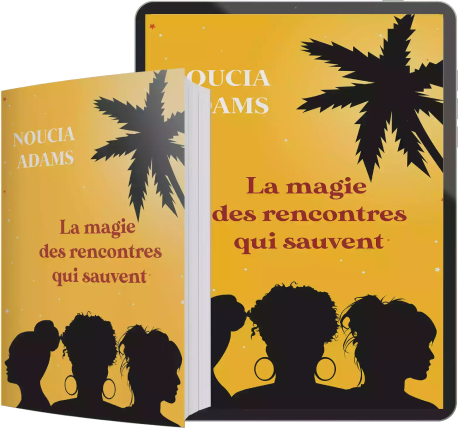 NOUCIA
ADAMS
La magie
des rencontres
qui sauvent
OUCIA
DAMS
La magie
des rencontres
qui sauvent